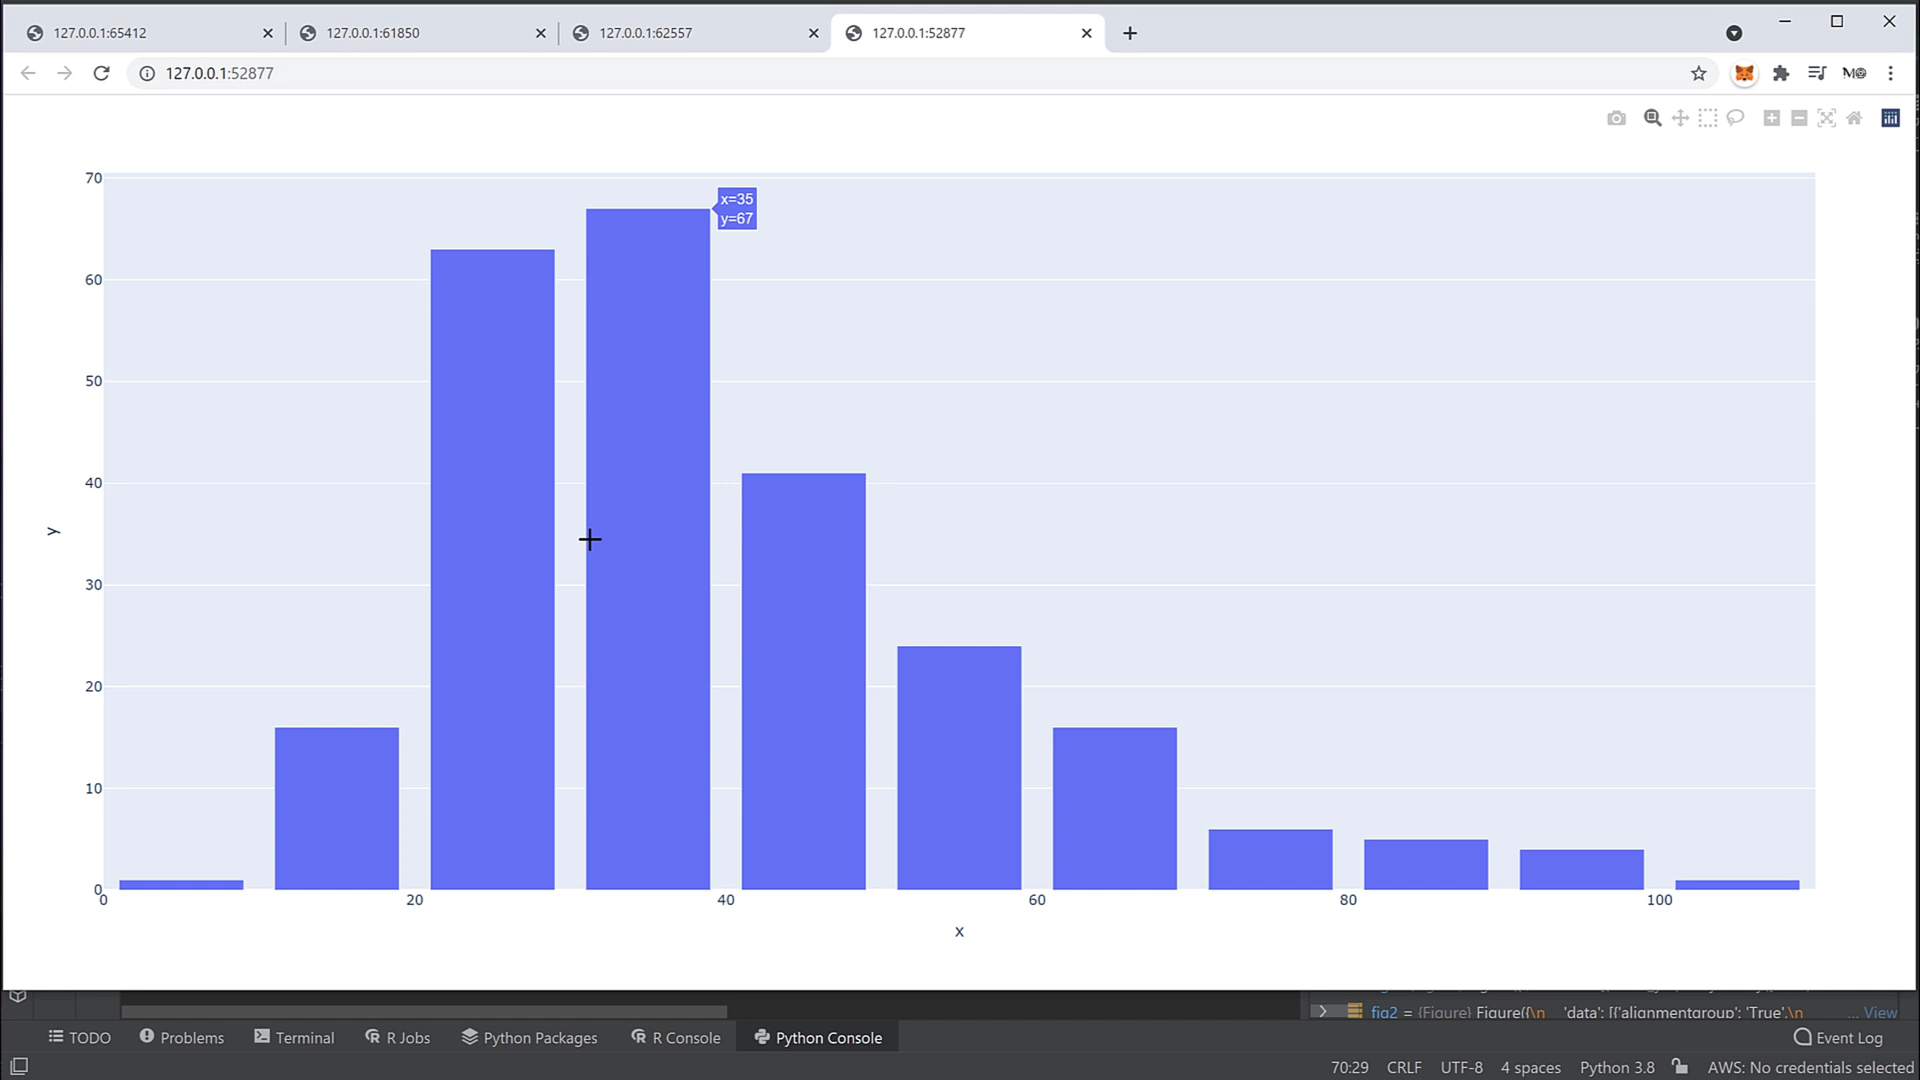 127.0.0.1:65412 127.0.0.1:61850 127.0.0.1:62557 127.0.0.1:52877
127.0.0.1:52877
70
60
50
40
30
20
10
0
y
x=35
y=67
0 20 40 60 80 100
x
fig2 = {Figure} Figure({\n 'data': [{'alignmentgroup': 'True',\n ... View
TODO Problems Terminal R Jobs Python Packages R Console Python Console Event Log
70:29 CRLF UTF-8 4 spaces Python 3.8 AWS: No credentials selected